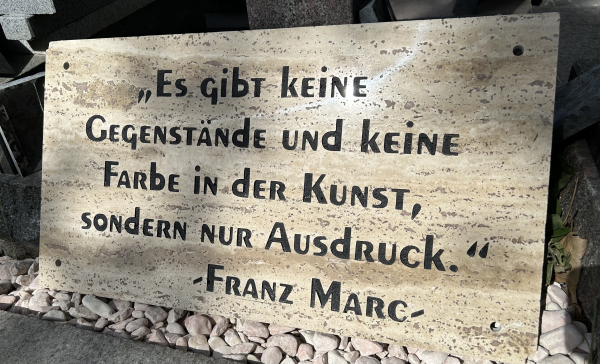 „Es gibt keine
Gegenstände und keine
Farbe in der Kunst,
sondern nur Ausdruck.“
-Franz Marc-